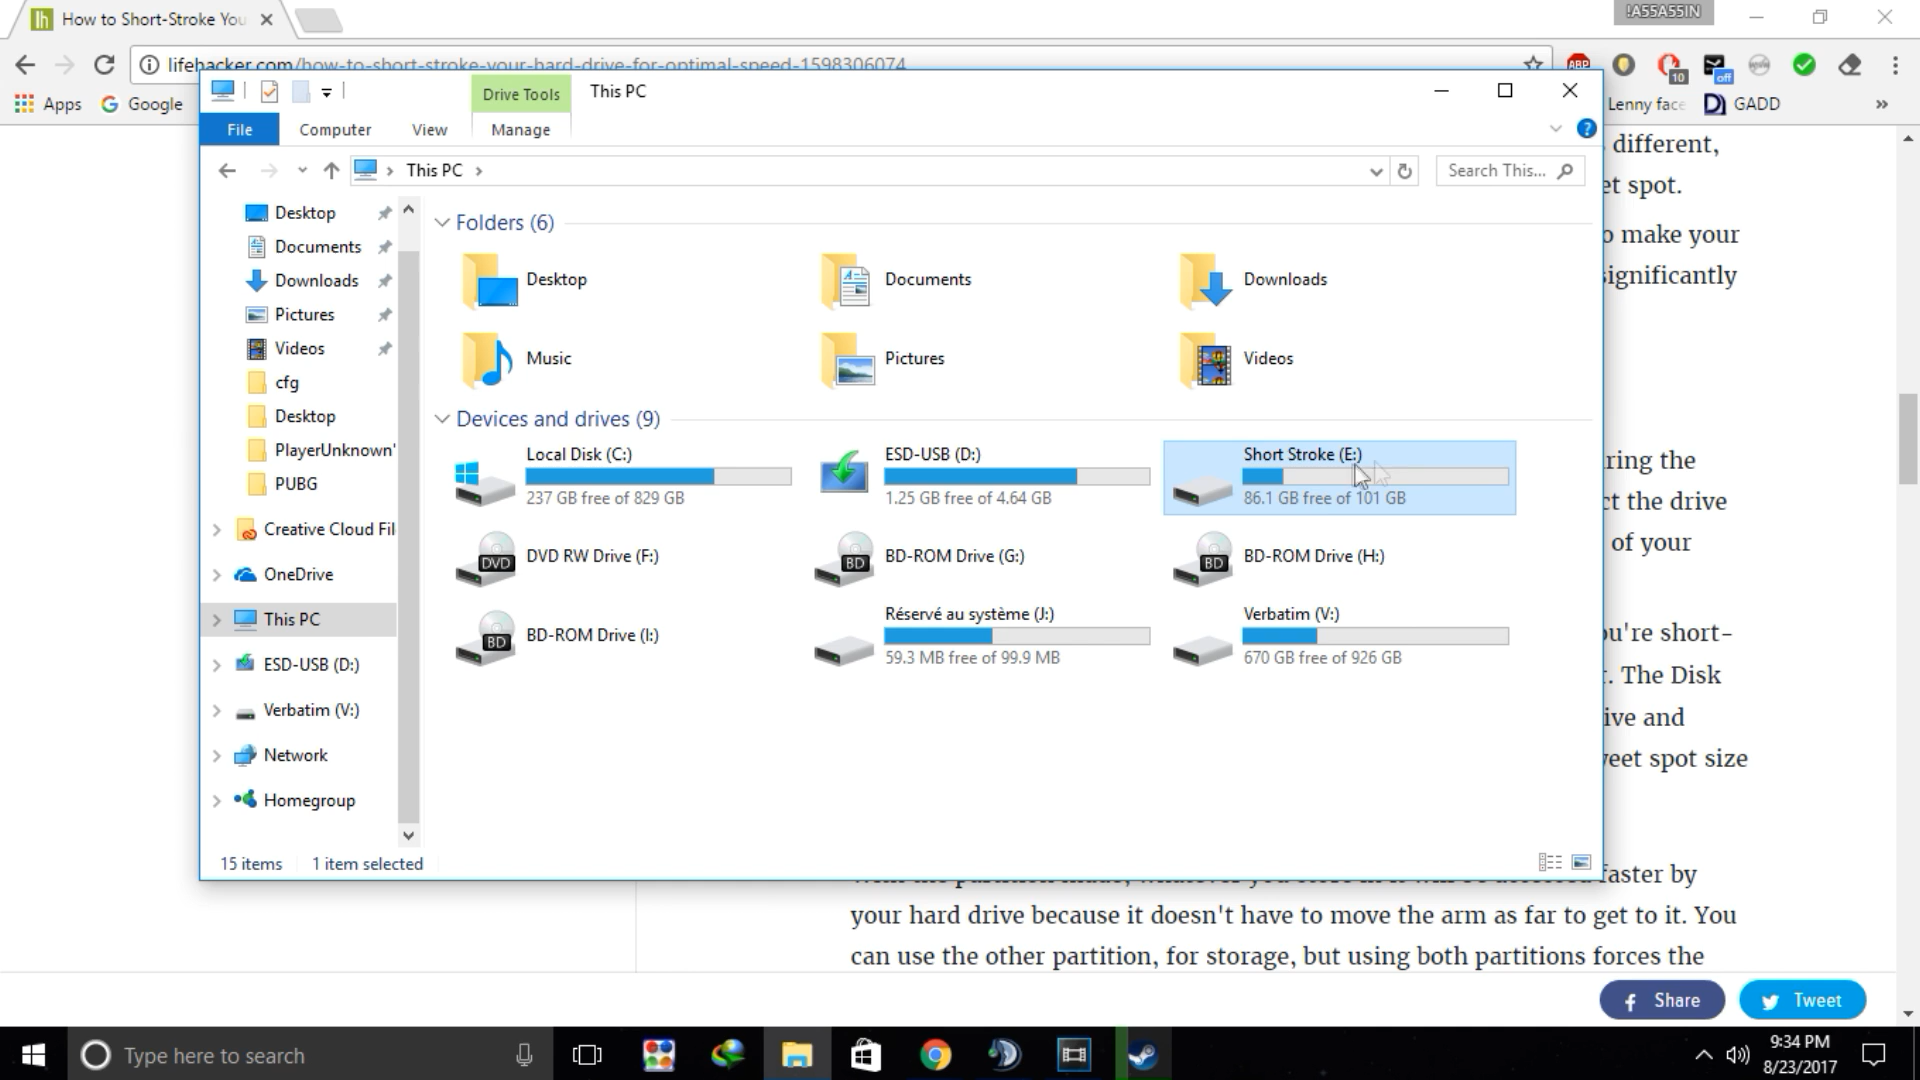 How to Short-Stroke You
!A55A55IN
lifehacker.com/how-to-short-stroke-your-hard-drive-for-optimal-speed-1598306074
ABP
10
off
Apps
Google
Lenny face
GADD
Drive Tools
This PC
File
Computer
View
Manage
This PC
Search This...
Desktop
Documents
Downloads
Pictures
Videos
cfg
Desktop
PlayerUnknown'
PUBG
Creative Cloud Fil
OneDrive
This PC
ESD-USB (D:)
Verbatim (V:)
Network
Homegroup
Folders (6)
Desktop
Documents
Downloads
Music
Pictures
Videos
Devices and drives (9)
Local Disk (C:)
237 GB free of 829 GB
ESD-USB (D:)
1.25 GB free of 4.64 GB
Short Stroke (E:)
86.1 GB free of 101 GB
DVD
DVD RW Drive (F:)
BD
BD-ROM Drive (G:)
BD
BD-ROM Drive (H:)
BD
BD-ROM Drive (I:)
Réservé au système (J:)
59.3 MB free of 99.9 MB
Verbatim (V:)
670 GB free of 926 GB
15 items
1 item selected
different,
et spot.
o make your
significantly
ring the
ct the drive
of your
ou're short-
. The Disk
ive and
eet spot size
faster by
your hard drive because it doesn't have to move the arm as far to get to it. You
can use the other partition, for storage, but using both partitions forces the
Share
Tweet
Type here to search
9:34 PM
8/23/2017